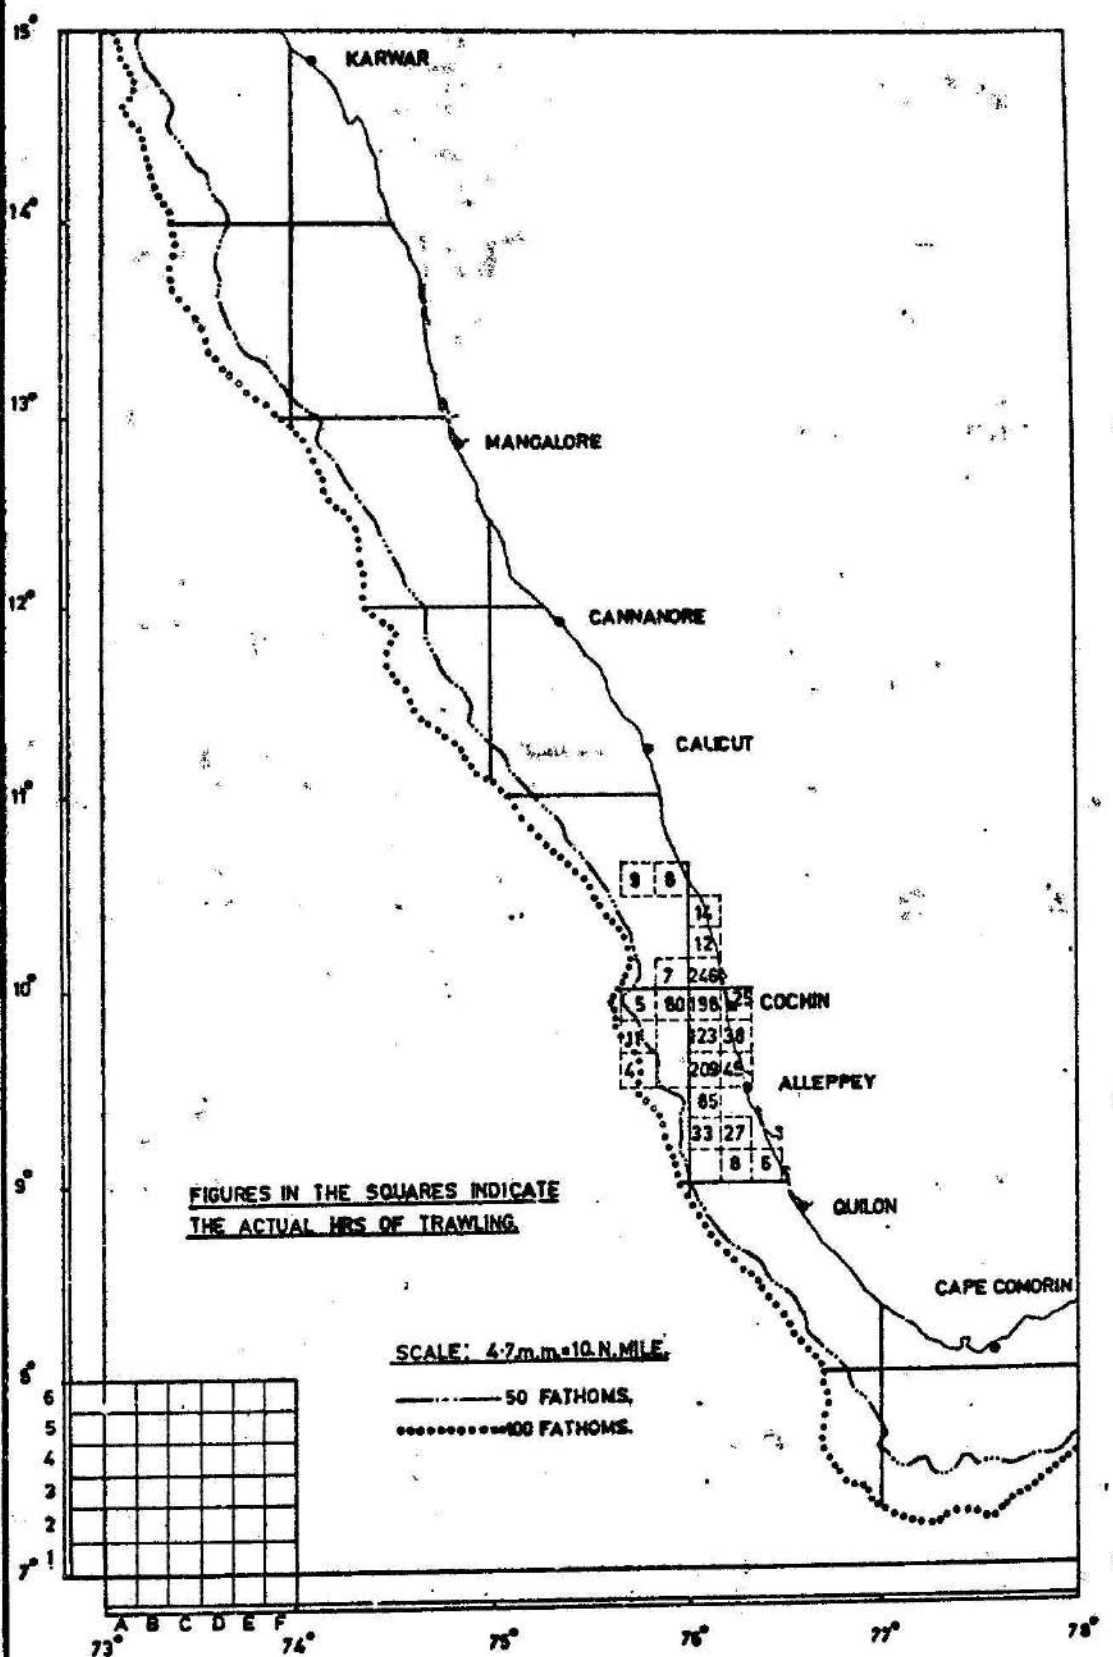 15°
KARWAR
14°
13°
MANGALORE
12°
CANNANORE
CALICUT
11°
9 8
14
12
7 246
10°
5 80 198 25 COCHIN
11 123 38
4 209 45 ALLEPPEY
85
33 27
8 6
9°
FIGURES IN THE SQUARES INDICATE
THE ACTUAL HRS OF TRAWLING.
QUILON
CAPE COMORIN
SCALE: 4.7.m.m.=10.N.MILE.
8°
6
50 FATHOMS.
5
100 FATHOMS.
4
3
2
1
7°
A B C D E F
73° 74° 75° 76° 77° 78°